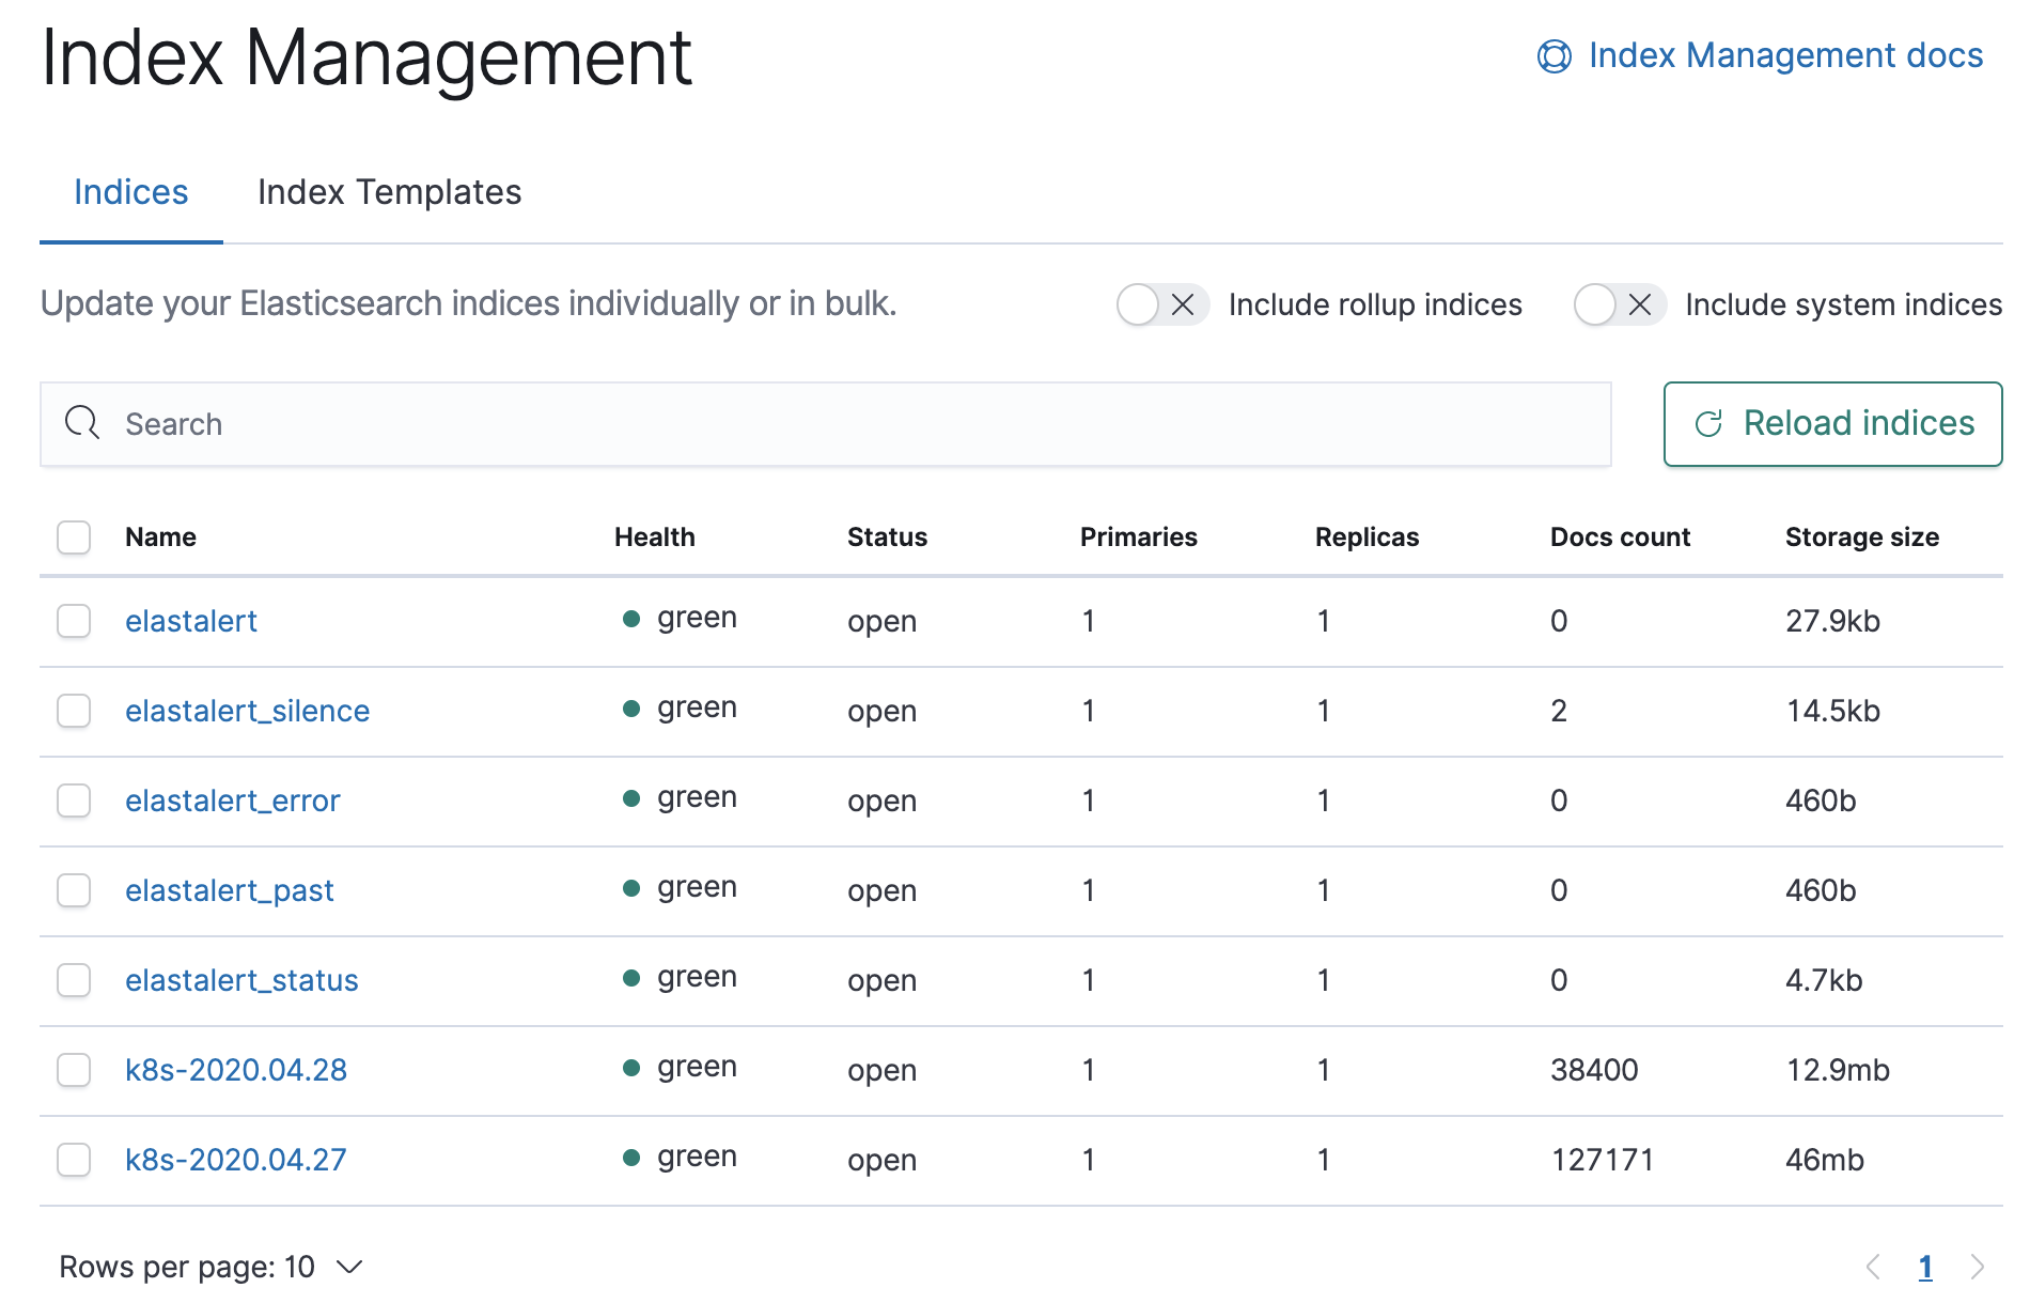 Index Management
Index Management docs
Indices Index Templates
Update your Elasticsearch indices individually or in bulk. Include rollup indices Include system indices
Search Reload indices
Name Health Status Primaries Replicas Docs count Storage size
elastalert green open 1 1 0 27.9kb
elastalert_silence green open 1 1 2 14.5kb
elastalert_error green open 1 1 0 460b
elastalert_past green open 1 1 0 460b
elastalert_status green open 1 1 0 4.7kb
k8s-2020.04.28 green open 1 1 38400 12.9mb
k8s-2020.04.27 green open 1 1 127171 46mb
Rows per page: 10 1